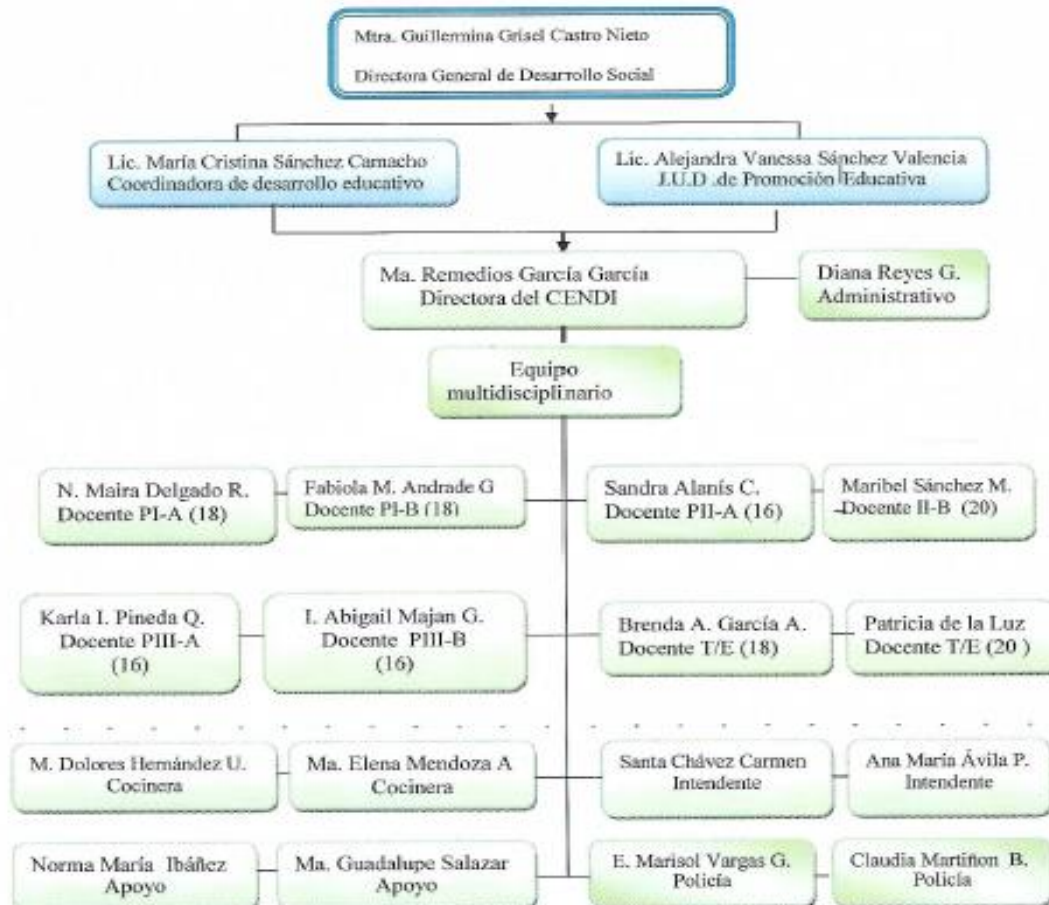 Mtra. Guillermina Grisel Castro Nieto
Directora General de Desarrollo Social
Lic. María Cristina Sánchez Camacho
Coordinadora de desarrollo educativo
Lic. Alejandra Vanessa Sánchez Valencia
J.U.D .de Promoción Educativa
Ma. Remedios García García
Directora del CENDI
Diana Reyes G.
Administrativo
Equipo
multidisciplinario
N. Maira Delgado R.
Docente PI-A (18)
Fabiola M. Andrade G
Docente PI-B (18)
Sandra Alanís C.
Docente PII-A (16)
Maribel Sánchez M.
Docente II-B (20)
Karla I. Pineda Q.
Docente PIII-A
(16)
I. Abigail Majan G.
Docente PIII-B
(16)
Brenda A. García A.
Docente T/E (18)
Patricia de la Luz
Docente T/E (20 )
M. Dolores Hernández U.
Cocinera
Ma. Elena Mendoza A
Cocinera
Santa Chávez Carmen
Intendente
Ana María Ávila P.
Intendente
Norma María Ibáñez
Apoyo
Ma. Guadalupe Salazar
Apoyo
E. Marisol Vargas G.
Policía
Claudia Martiñon B.
Policía